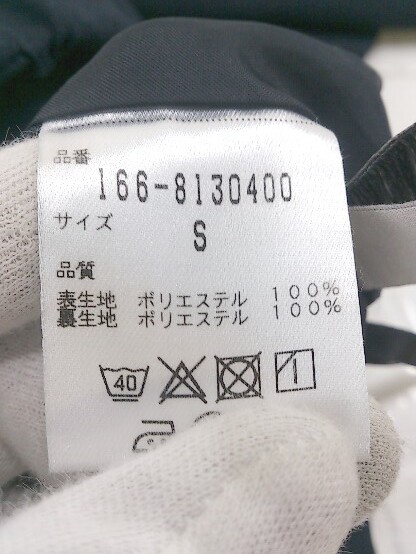 品番
166-8130400
サイズ
S
品質
表生地 ポリエステル 100%
裏生地 ポリエステル 100%
40